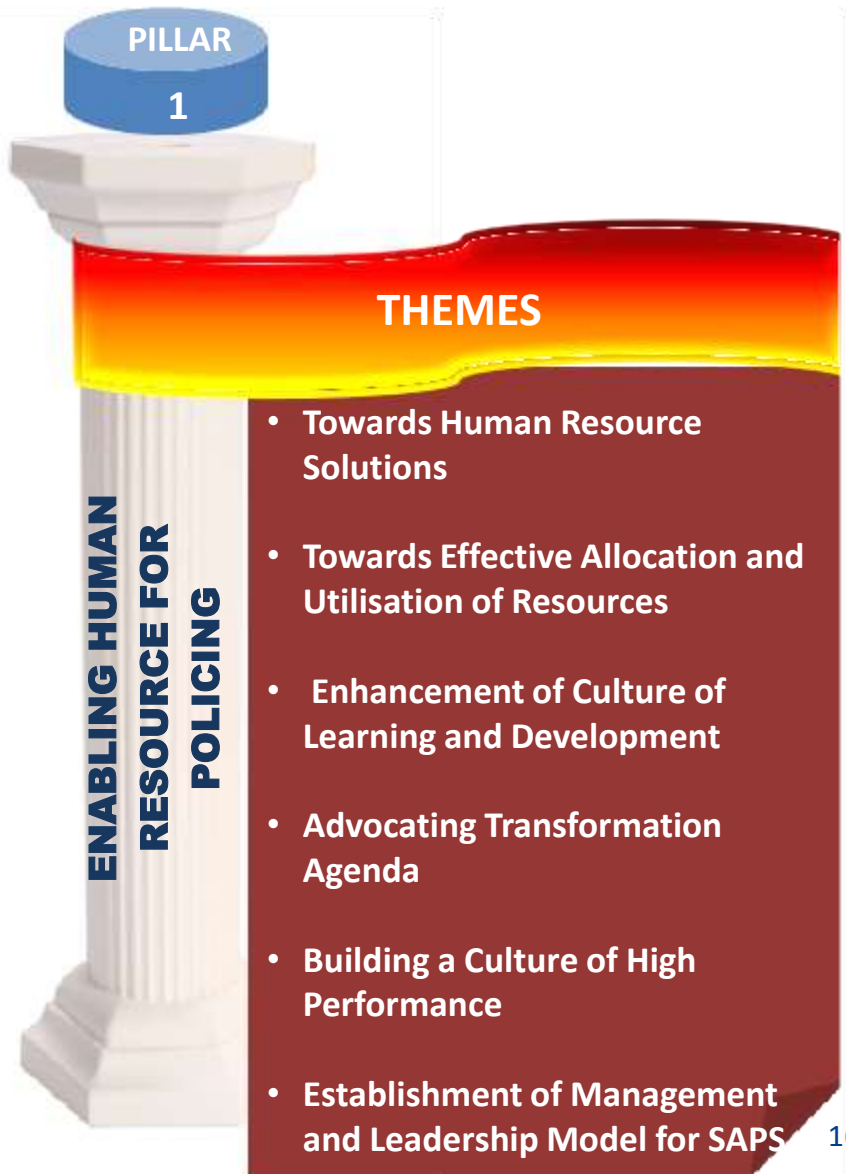 PILLAR
1
THEMES
ENABLING HUMAN
RESOURCE FOR
POLICING
• Towards Human Resource
Solutions
• Towards Effective Allocation and
Utilisation of Resources
• Enhancement of Culture of
Learning and Development
• Advocating Transformation
Agenda
• Building a Culture of High
Performance
• Establishment of Management
and Leadership Model for SAPS